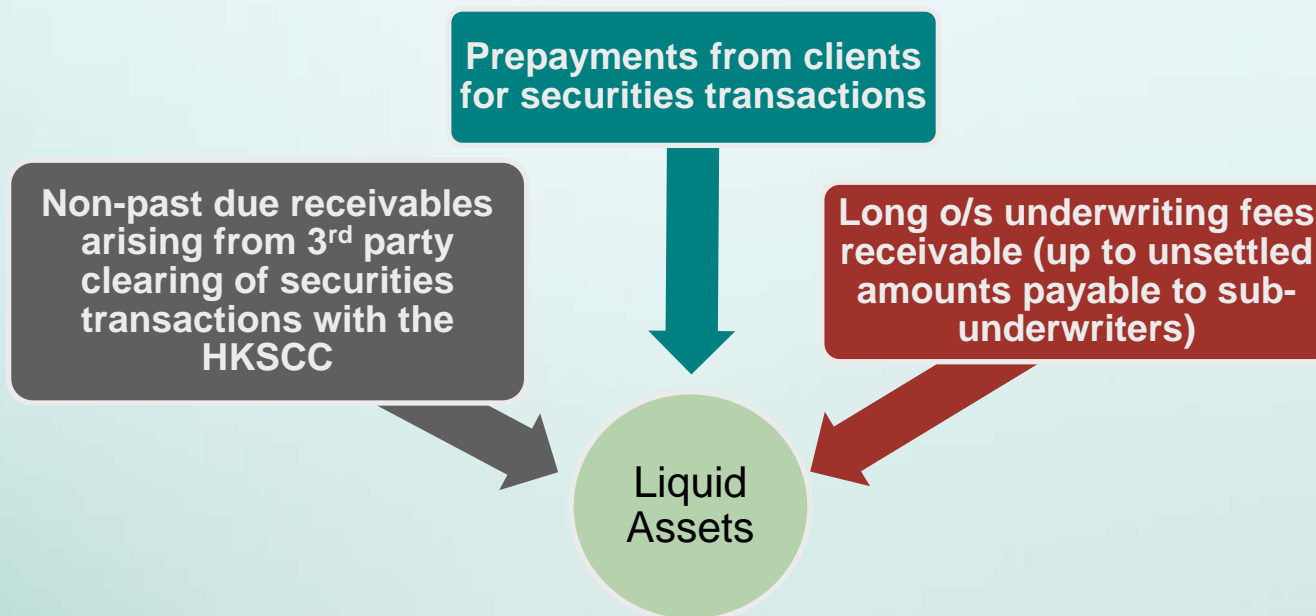 Prepayments from clients
for securities transactions
Non-past due receivables
arising from 3rd party
clearing of securities
transactions with the
HKSCC
Long o/s underwriting fees
receivable (up to unsettled
amounts payable to sub-
underwriters)
Liquid
Assets